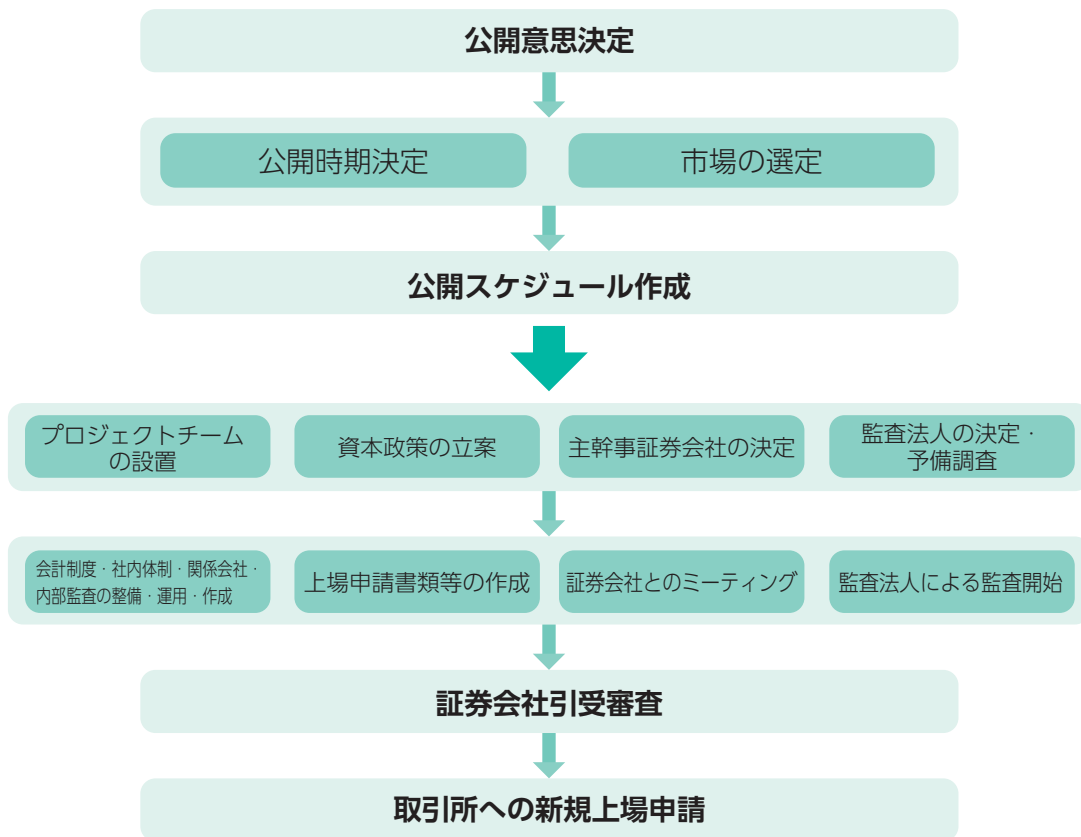 公開意思決定
公開時期決定
市場の選定
公開スケジュール作成
プロジェクトチーム
の設置
資本政策の立案
主幹事証券会社の決定
監査法人の決定・
予備調査
会計制度・社内体制・関係会社・
内部監査の整備・運用・作成
上場申請書類等の作成
証券会社とのミーティング
監査法人による監査開始
証券会社引受審査
取引所への新規上場申請